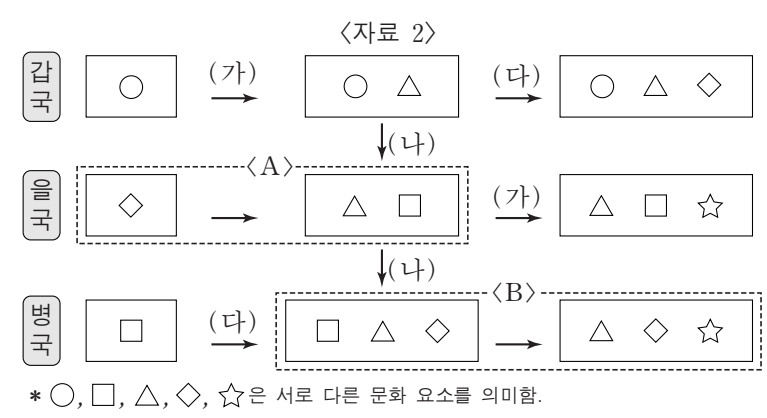 〈자료 2〉
갑국 (가) (다)
(나)
〈A〉
을국 (가)
(나)
〈B〉
병국 (다)
* ○, □, △, ◇, ☆은 서로 다른 문화 요소를 의미함.